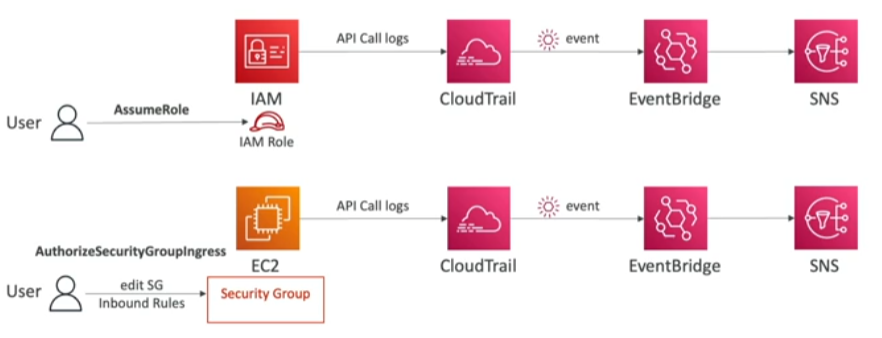 API Call logs
event
IAM
CloudTrail
EventBridge
SNS
User
AssumeRole
IAM Role
API Call logs
event
AuthorizeSecurityGroupIngress
EC2
CloudTrail
EventBridge
SNS
User
edit SG
Inbound Rules
Security Group